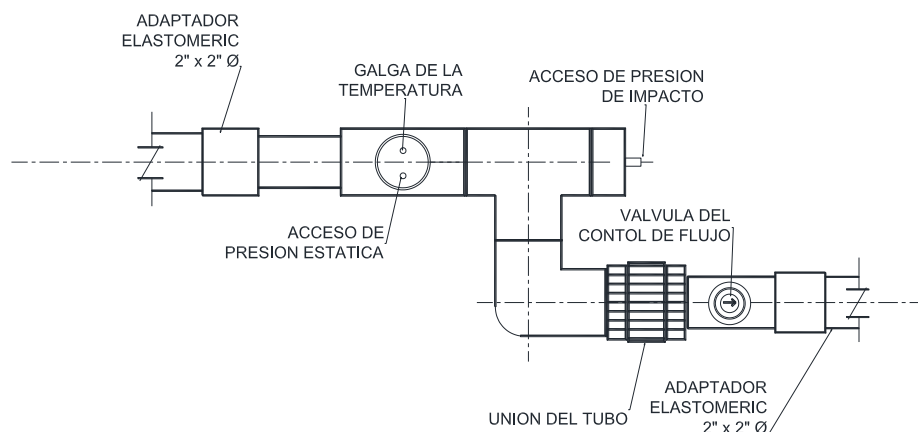 ADAPTADOR
ELASTOMERIC
2" x 2" Ø
GALGA DE LA
TEMPERATURA
ACCESO DE PRESION
DE IMPACTO
ACCESO DE
PRESION ESTATICA
VALVULA DEL
CONTOL DE FLUJO
UNION DEL TUBO
ADAPTADOR
ELASTOMERIC
2" x 2" Ø